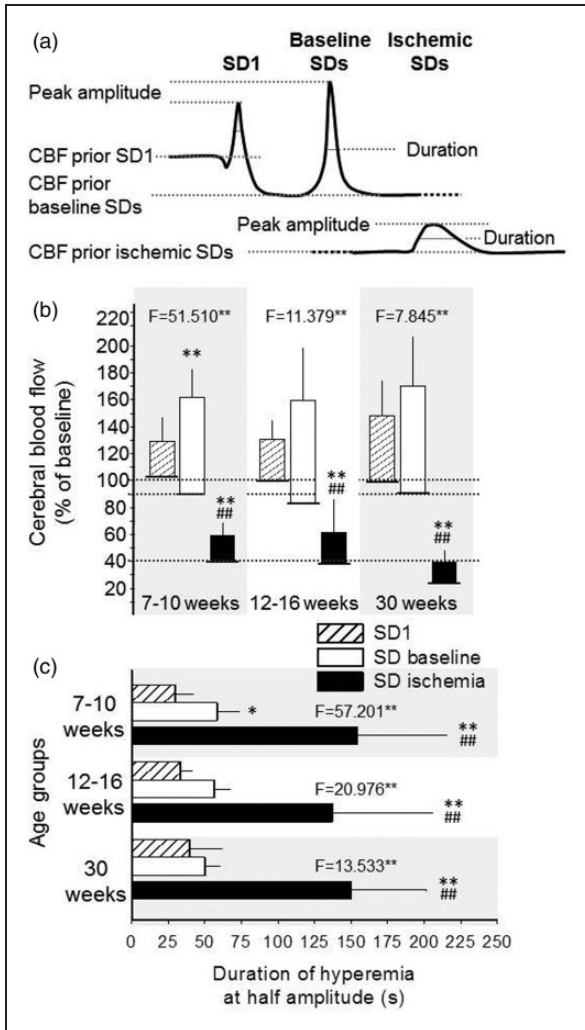 (a)
Baseline Ischemic
SD1 SDs SDs
Peak amplitude
CBF prior SD1
Duration
CBF prior
baseline SDs
Peak amplitude
Duration
CBF prior ischemic SDs
(b)
Cerebral blood flow
(% of baseline)
220
200
180
160
140
120
100
80
60
40
20
F=51.510** F=11.379** F=7.845**
**
**
##
**
##
**
##
7-10 weeks 12-16 weeks 30 weeks
SD1
SD baseline
SD ischemia
(c)
Age groups
7-10
weeks
*
F=57.201**
**
##
12-16
weeks
F=20.976**
**
##
30
weeks
F=13.533**
**
##
0 25 50 75 100 125 150 175 200 225 250
Duration of hyperemia
at half amplitude (s)